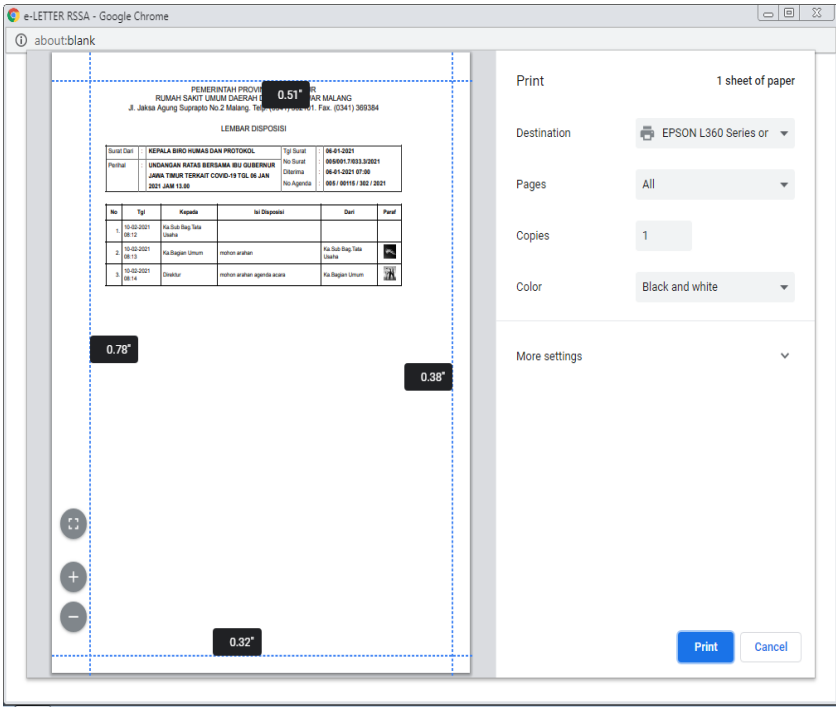 e-LETTER RSSA - Google Chrome
about:blank
PEMERINTAH
RUMAH SAKIT UMUM DAERAH MALANG
Jl. Jaksa Agung Suprapto No.2 Malang. Fax. (0341) 369384
0.51"
LEMBAR DISPOSISI
Surat Dari : KEPALA BIRO HUMAS DAN PROTOKOL Tgl Surat : 06-01-2021
Perihal : UNDANGAN RATAS BERSAMA IBU GUBERNUR No Surat : 005/001.7/033.3/2021
JAWA TIMUR TERKAIT COVID-19 TGL 06 JAN Diterima : 06-01-2021 07:00
2021 JAM 13.00 No Agenda : 005 / 00115 / 302 / 2021
No Tgl Kepada Isi Disposisi Dari Paraf
1. 10-02-2021 08:12 Ka.Sub Bag.Tata Usaha
2. 10-02-2021 08:13 Ka.Bagian Umum mohon arahan Ka.Sub Bag.Tata Usaha
3. 10-02-2021 08:14 Direktur mohon arahan agenda acara Ka.Bagian Umum
0.78"
0.38"
0.32"
Print 1 sheet of paper
Destination EPSON L360 Series or
Pages All
Copies 1
Color Black and white
More settings
Print Cancel